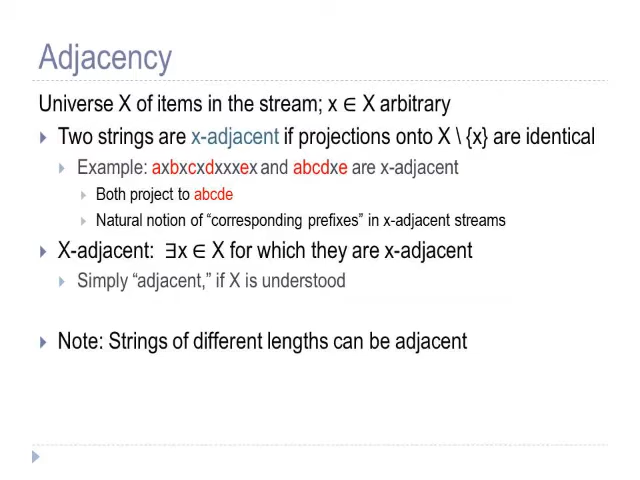 Adjacency
Universe X of items in the stream; x ∈ X arbitrary
Two strings are x-adjacent if projections onto X \ {x} are identical
Example: axbxcxdxxxex and abcdxe are x-adjacent
Both project to abcde
Natural notion of “corresponding prefixes” in x-adjacent streams
X-adjacent: ∃x ∈ X for which they are x-adjacent
Simply “adjacent,” if X is understood
Note: Strings of different lengths can be adjacent